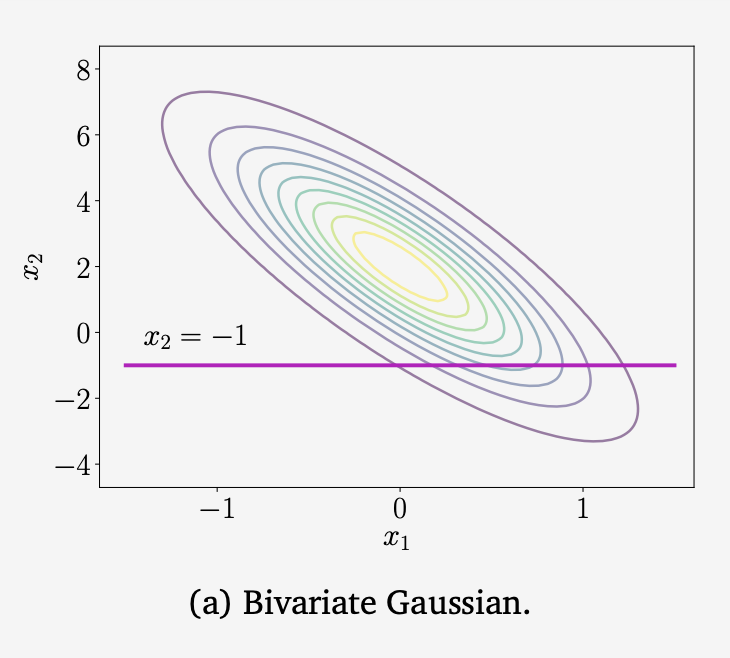 8
6
4
2
0
−2
−4
x₂
x₂ = −1
−1
0
1
x₁
(a) Bivariate Gaussian.